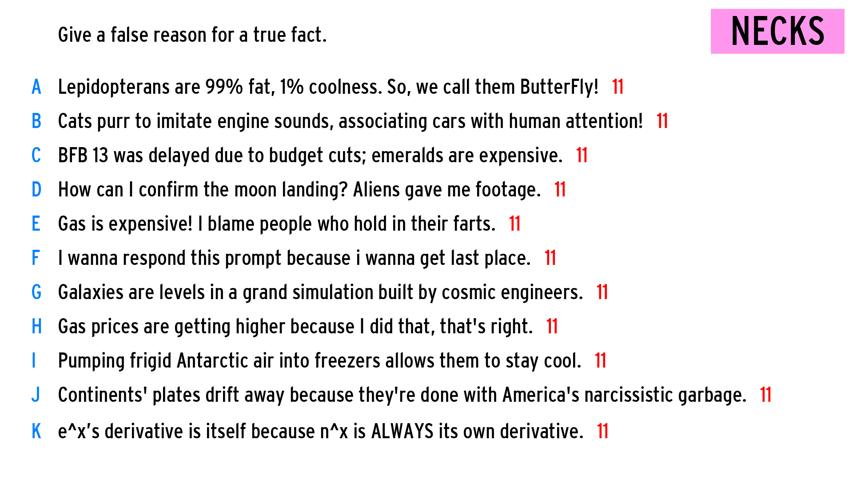 Give a false reason for a true fact.
NECKS
A Lepidopterans are 99% fat, 1% coolness. So, we call them ButterFly! 11
B Cats purr to imitate engine sounds, associating cars with human attention! 11
C BFB 13 was delayed due to budget cuts; emeralds are expensive. 11
D How can I confirm the moon landing? Aliens gave me footage. 11
E Gas is expensive! I blame people who hold in their farts. 11
F I wanna respond this prompt because i wanna get last place. 11
G Galaxies are levels in a grand simulation built by cosmic engineers. 11
H Gas prices are getting higher because I did that, that's right. 11
I Pumping frigid Antarctic air into freezers allows them to stay cool. 11
J Continents' plates drift away because they're done with America's narcissistic garbage. 11
K e^x’s derivative is itself because n^x is ALWAYS its own derivative. 11